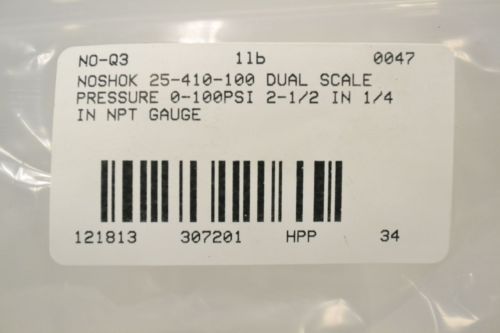 NO-Q3 1lb 0047
NOSHOK 25-410-100 DUAL SCALE
PRESSURE 0-100PSI 2-1/2 IN 1/4
IN NPT GAUGE
121813 307201 HPP 34